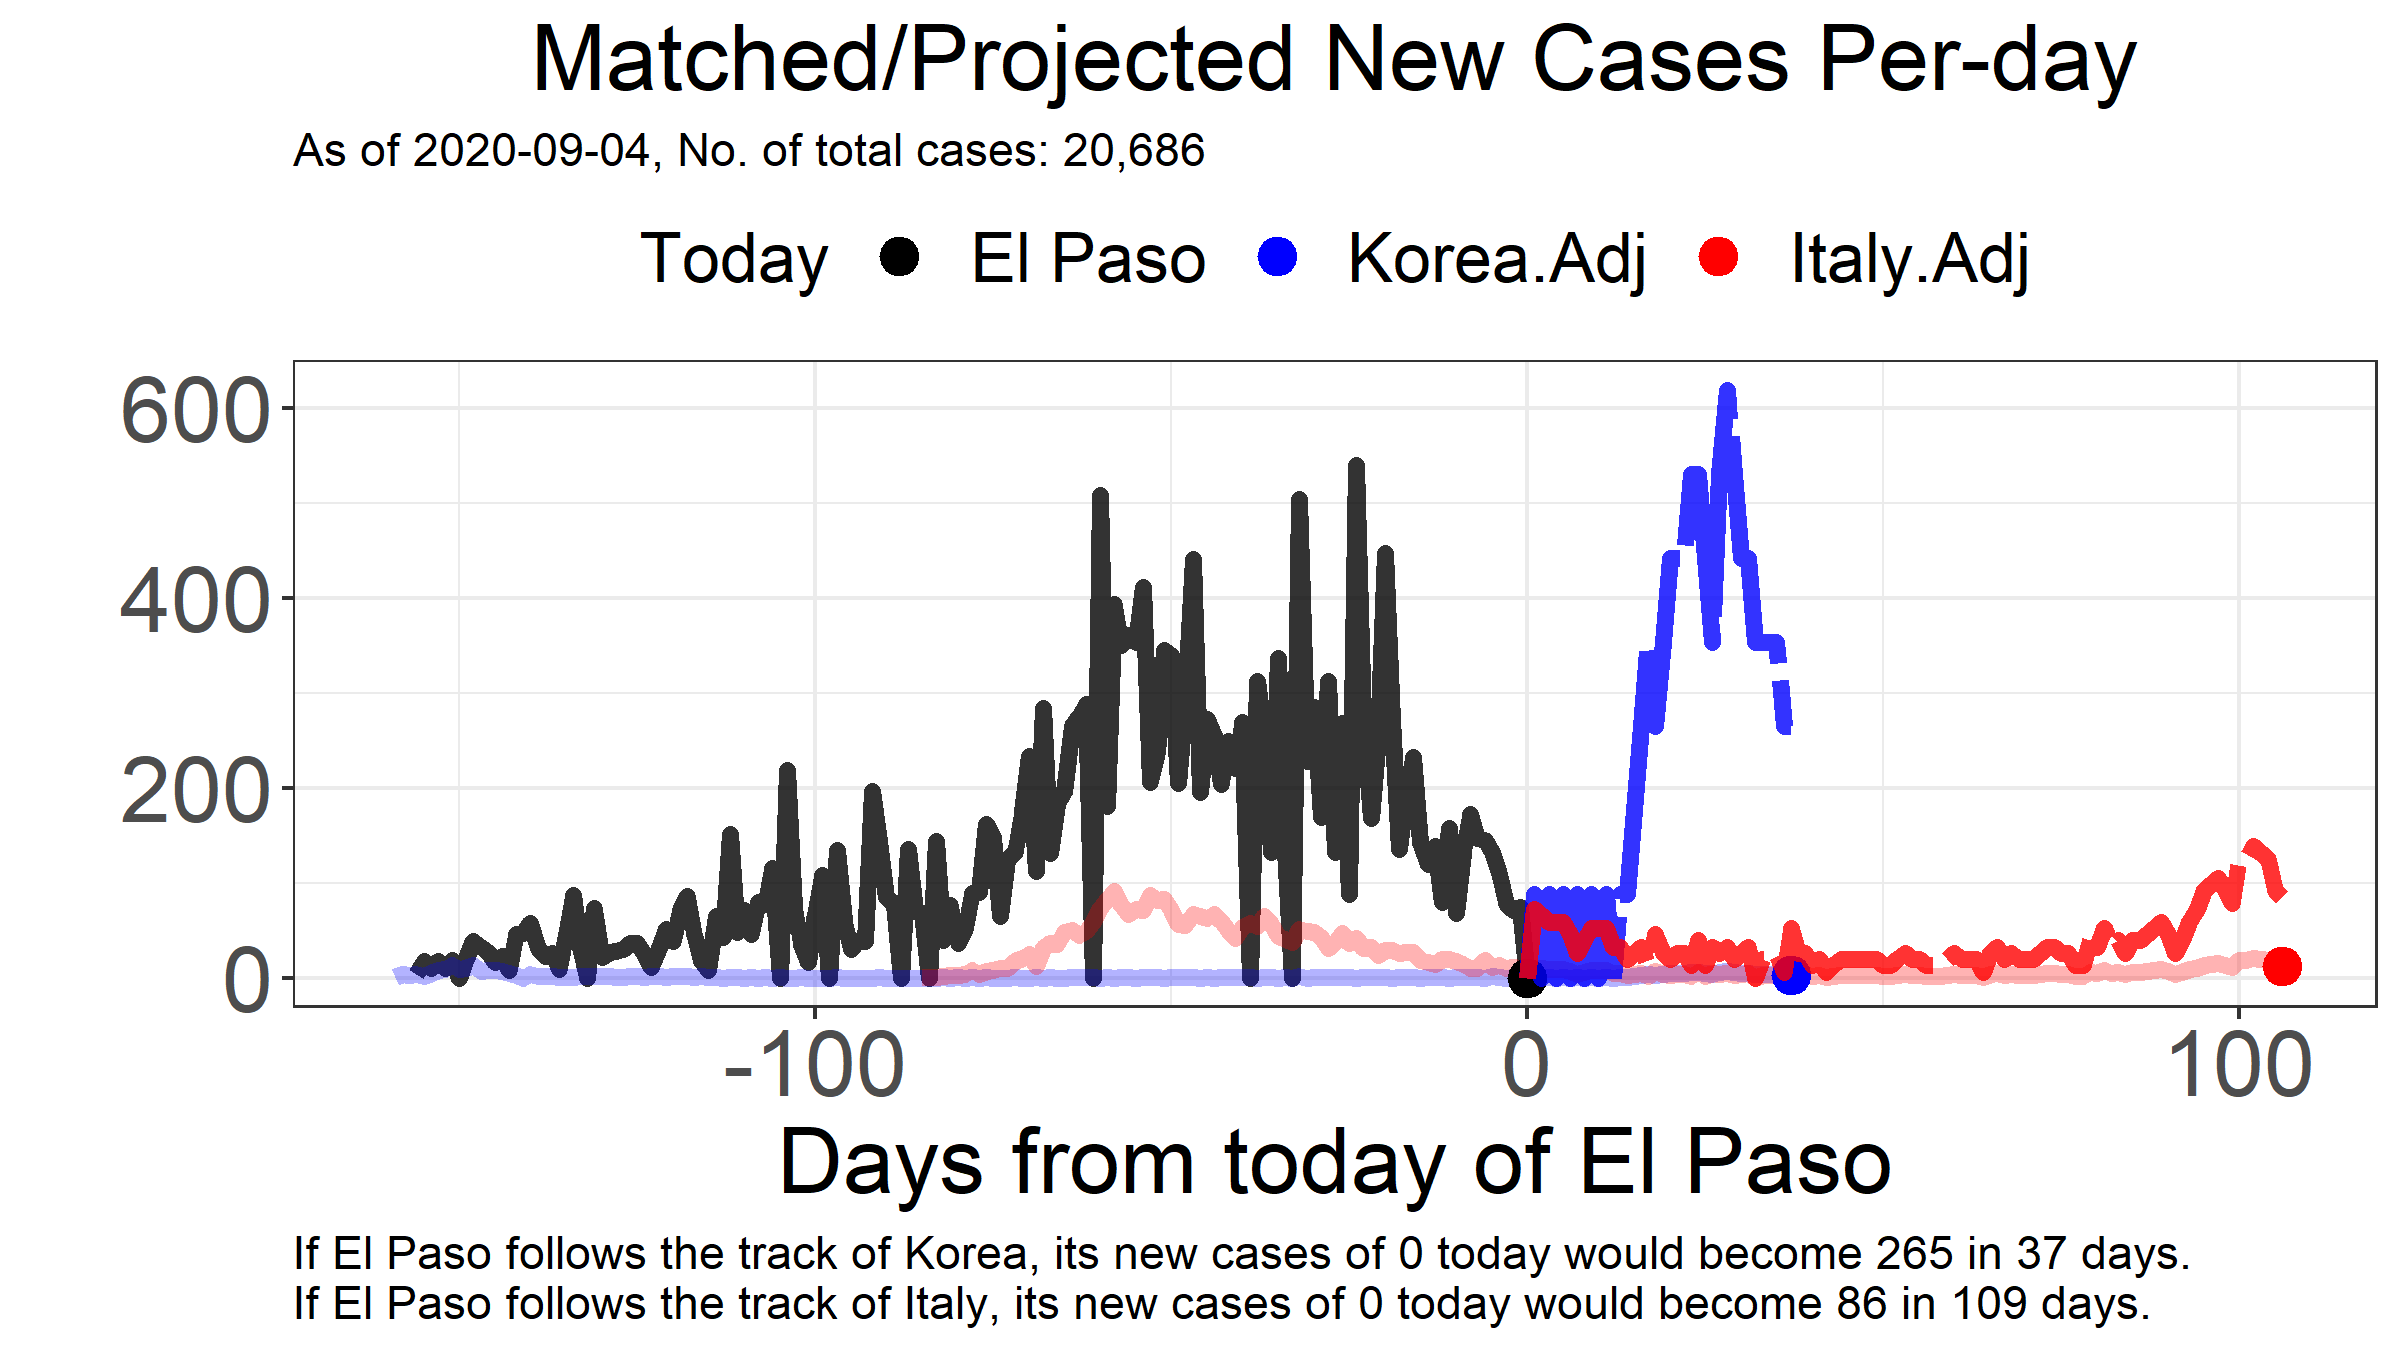 Matched/Projected New Cases Per-day
As of 2020-09-04, No. of total cases: 20,686
Today El Paso Korea.Adj Italy.Adj
600
400
200
0
-100 0 100
Days from today of El Paso
If El Paso follows the track of Korea, its new cases of 0 today would become 265 in 37 days.
If El Paso follows the track of Italy, its new cases of 0 today would become 86 in 109 days.